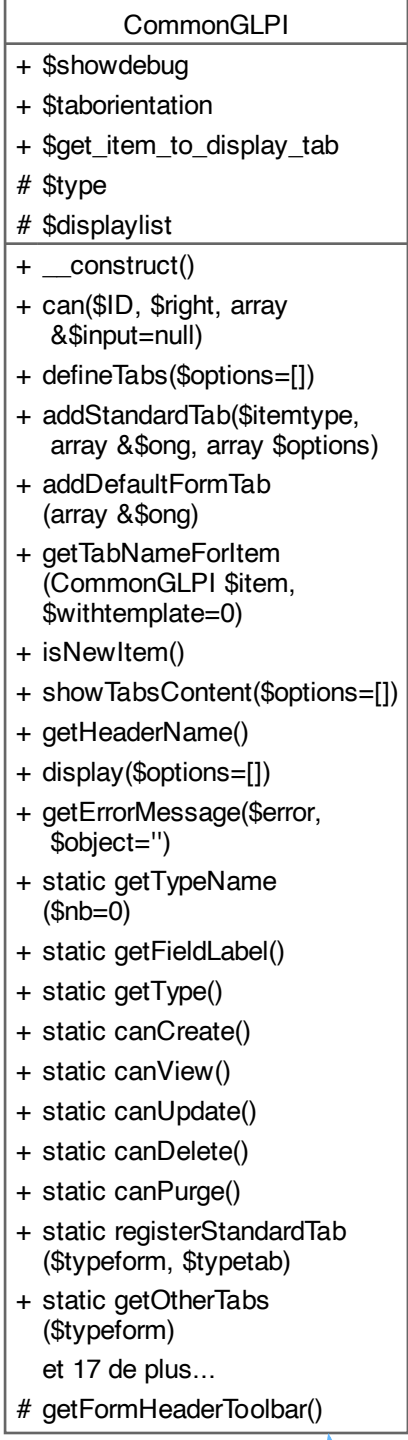 CommonGLPI
+ $showdebug
+ $taborientation
+ $get_item_to_display_tab
# $type
# $displaylist
+ __construct()
+ can($ID, $right, array
&$input=null)
+ defineTabs($options=[])
+ addStandardTab($itemtype,
array &$ong, array $options)
+ addDefaultFormTab
(array &$ong)
+ getTabNameForItem
(CommonGLPI $item,
$withtemplate=0)
+ isNewItem()
+ showTabsContent($options=[])
+ getHeaderName()
+ display($options=[])
+ getErrorMessage($error,
$object='')
+ static getTypeName
($nb=0)
+ static getFieldLabel()
+ static getType()
+ static canCreate()
+ static canView()
+ static canUpdate()
+ static canDelete()
+ static canPurge()
+ static registerStandardTab
($typeform, $typetab)
+ static getOtherTabs
($typeform)
et 17 de plus...
# getFormHeaderToolbar()